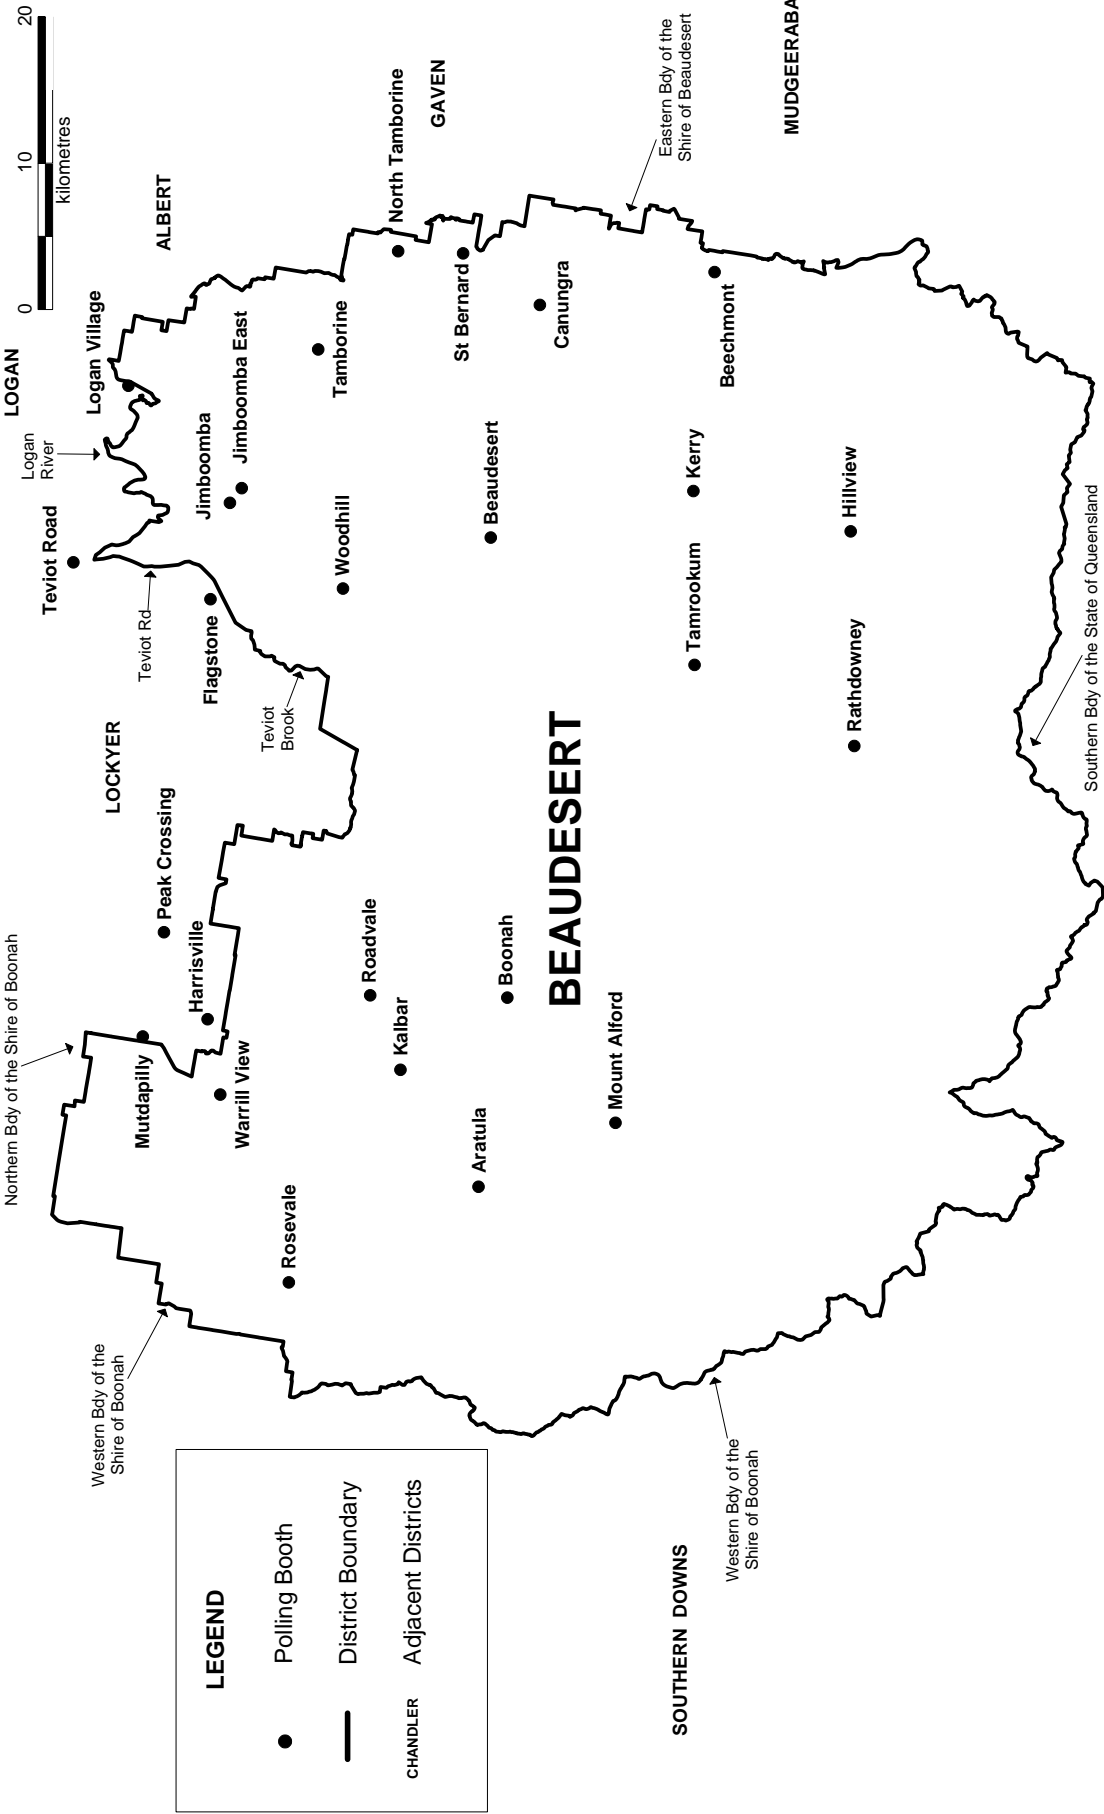 Northern Bdy of the Shire of Boonah
LOGAN
0 10 20
kilometres
Logan
River
Teviot Road
Logan Village
ALBERT
LOCKYER
Teviot Rd
Peak Crossing
Mutdapilly
Harrisville
Flagstone
Jimboomba
Jimboomba East
Western Bdy of the
Shire of Boonah
Warrill View
Teviot
Brook
Rosevale
Woodhill
Tamborine
North Tamborine
GAVEN
Roadvale
Kalbar
St Bernard
Aratula
Boonah
Beaudesert
Canungra
BEAUDESERT
Mount Alford
Eastern Bdy of the
Shire of Beaudesert
Tamrookum
Kerry
Beechmont
MUDGEERABA
Rathdowney
Hillview
Southern Bdy of the State of Queensland
Western Bdy of the
Shire of Boonah
SOUTHERN DOWNS
LEGEND
Polling Booth
District Boundary
CHANDLER Adjacent Districts